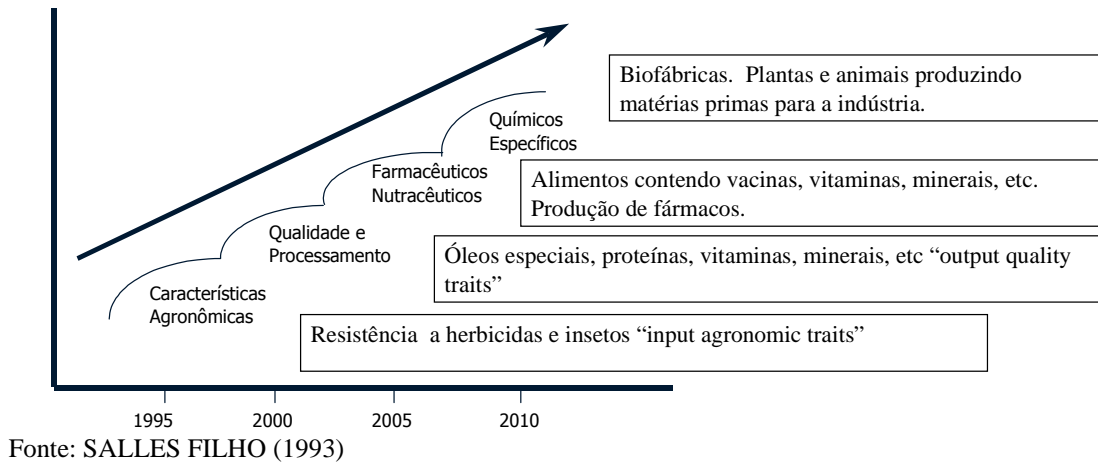 Biofábricas. Plantas e animais produzindo
matérias primas para a indústria.
Químicos
Específicos
Farmacêuticos
Nutracêuticos
Alimentos contendo vacinas, vitaminas, minerais, etc.
Produção de fármacos.
Qualidade e
Processamento
Óleos especiais, proteínas, vitaminas, minerais, etc “output quality
traits”
Características
Agronômicas
Resistência a herbicidas e insetos “input agronomic traits”
1995 2000 2005 2010
Fonte: SALLES FILHO (1993)